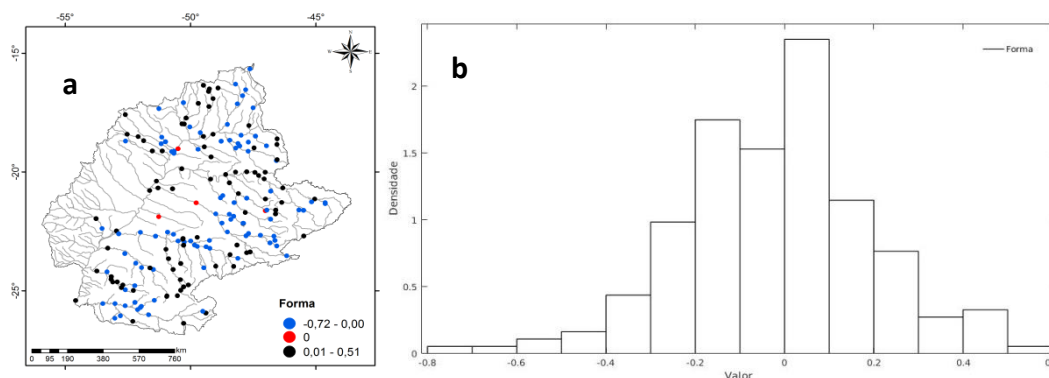 -55° -50° -45°
-15°
-20°
-25°
a
N
Forma
-0,72 - 0,00
0
0,01 - 0,51
km
0 95 190 380 570 760
b
Forma
Densidade
2
1.5
1
0.5
0
-0.8 -0.6 -0.4 -0.2 0 0.2 0.4
Valor